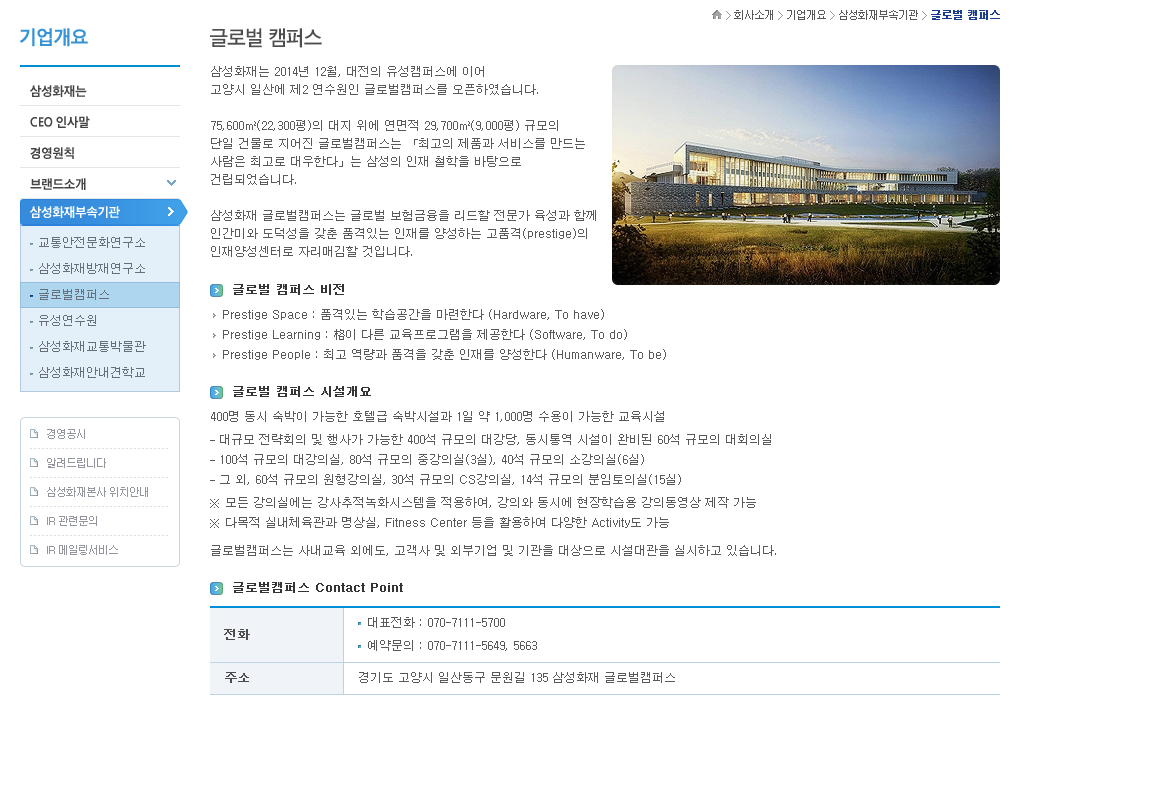 회사소개 > 기업개요 > 삼성화재부속기관 > 글로벌 캠퍼스
기업개요
삼성화재는
CEO 인사말
경영원칙
브랜드소개
삼성화재부속기관
- 교통안전문화연구소
- 삼성화재방재연구소
- 글로벌캠퍼스
- 유성연수원
- 삼성화재교통박물관
- 삼성화재안내견학교
경영공시
알려드립니다
삼성화재본사 위치안내
IR 관련문의
IR 메일링서비스
글로벌 캠퍼스
삼성화재는 2014년 12월, 대전의 유성캠퍼스에 이어
고양시 일산에 제2 연수원인 글로벌캠퍼스를 오픈하였습니다.
75,600㎡(22,300평)의 대지 위에 연면적 29,700㎡(9,000평) 규모의
단일 건물로 지어진 글로벌캠퍼스는 「최고의 제품과 서비스를 만드는
사람은 최고로 대우한다」는 삼성의 인재 철학을 바탕으로
건립되었습니다.
삼성화재 글로벌캠퍼스는 글로벌 보험금융을 리드할 전문가 육성과 함께
인간미와 도덕성을 갖춘 품격있는 인재를 양성하는 고품격(prestige)의
인재양성센터로 자리매김할 것입니다.
글로벌 캠퍼스 비전
› Prestige Space : 품격있는 학습공간을 마련한다 (Hardware, To have)
› Prestige Learning : 格이 다른 교육프로그램을 제공한다 (Software, To do)
› Prestige People : 최고 역량과 품격을 갖춘 인재를 양성한다 (Humanware, To be)
글로벌 캠퍼스 시설개요
400명 동시 숙박이 가능한 호텔급 숙박시설과 1일 약 1,000명 수용이 가능한 교육시설
- 대규모 전략회의 및 행사가 가능한 400석 규모의 대강당, 동시통역 시설이 완비된 60석 규모의 대회의실
- 100석 규모의 대강의실, 80석 규모의 중강의실(3실), 40석 규모의 소강의실(6실)
- 그 외, 60석 규모의 원형강의실, 30석 규모의 CS강의실, 14석 규모의 분임토의실(15실)
※ 모든 강의실에는 강사추적녹화시스템을 적용하여, 강의와 동시에 현장학습용 강의동영상 제작 가능
※ 다목적 실내체육관과 명상실, Fitness Center 등을 활용하여 다양한 Activity도 가능
글로벌캠퍼스는 사내교육 외에도, 고객사 및 외부기업 및 기관을 대상으로 시설대관을 실시하고 있습니다.
글로벌캠퍼스 Contact Point
전화
대표전화 : 070-7111-5700
예약문의 : 070-7111-5649, 5663
주소
경기도 고양시 일산동구 문원길 135 삼성화재 글로벌캠퍼스